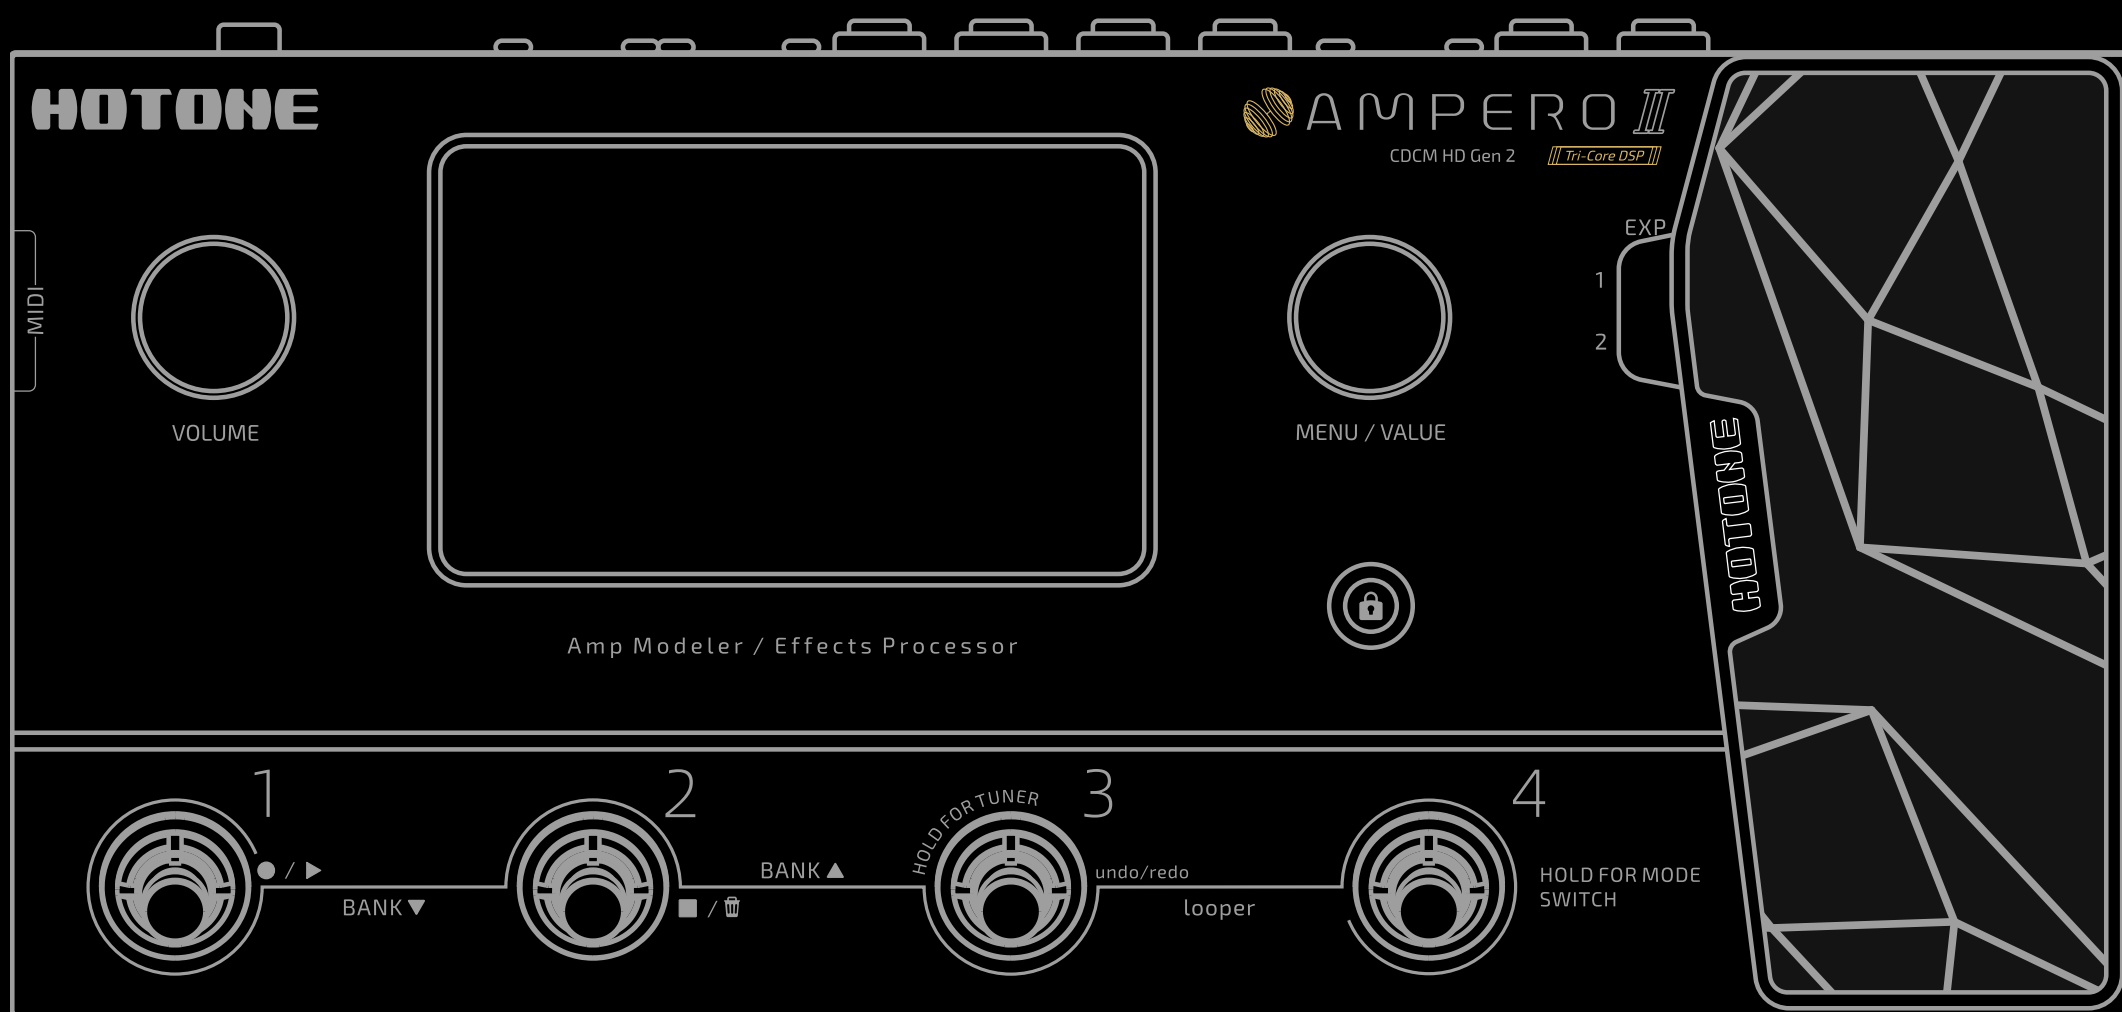 HOTONE
AMPERO II
CDCM HD Gen 2
Tri-Core DSP
EXP
1
2
MIDI
VOLUME
MENU / VALUE
HOTONE
Amp Modeler / Effects Processor
1
2
3
4
HOLD FOR TUNER
/
BANK
BANK
/
undo/redo
looper
HOLD FOR MODE
SWITCH